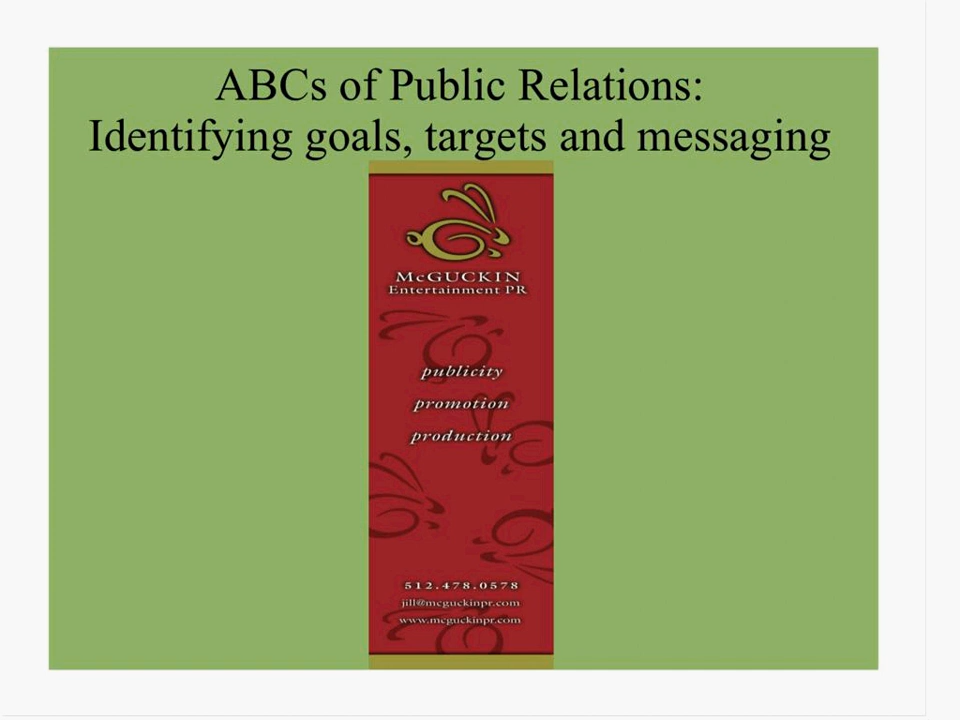 ABCs of Public Relations:
Identifying goals, targets and messaging
McGUCKIN
Entertainment PR
publicity
promotion
production
512.478.0578
jill@mcguckinpr.com
www.mcguckinpr.com